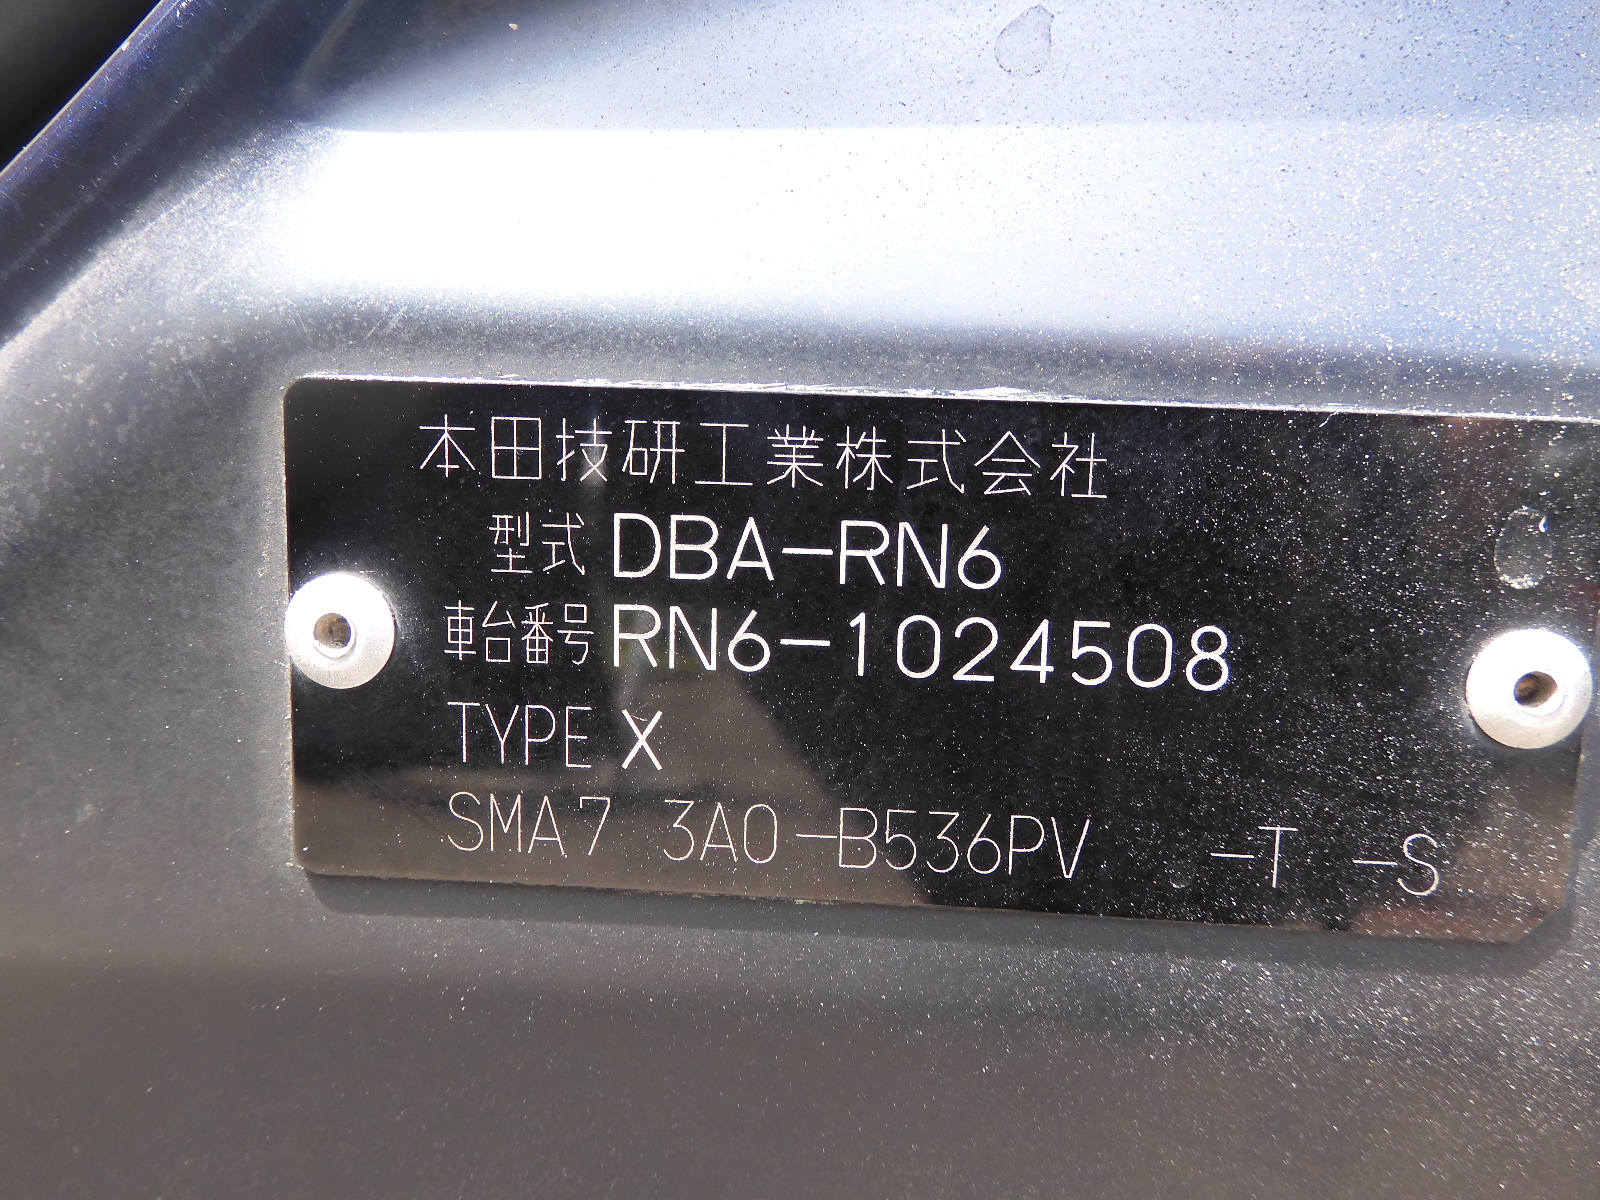 本田技研工業株式会社
型式 DBA-RN6
車台番号 RN6-1024508
TYPE X
SMA7 3A0-B536PV -T -S